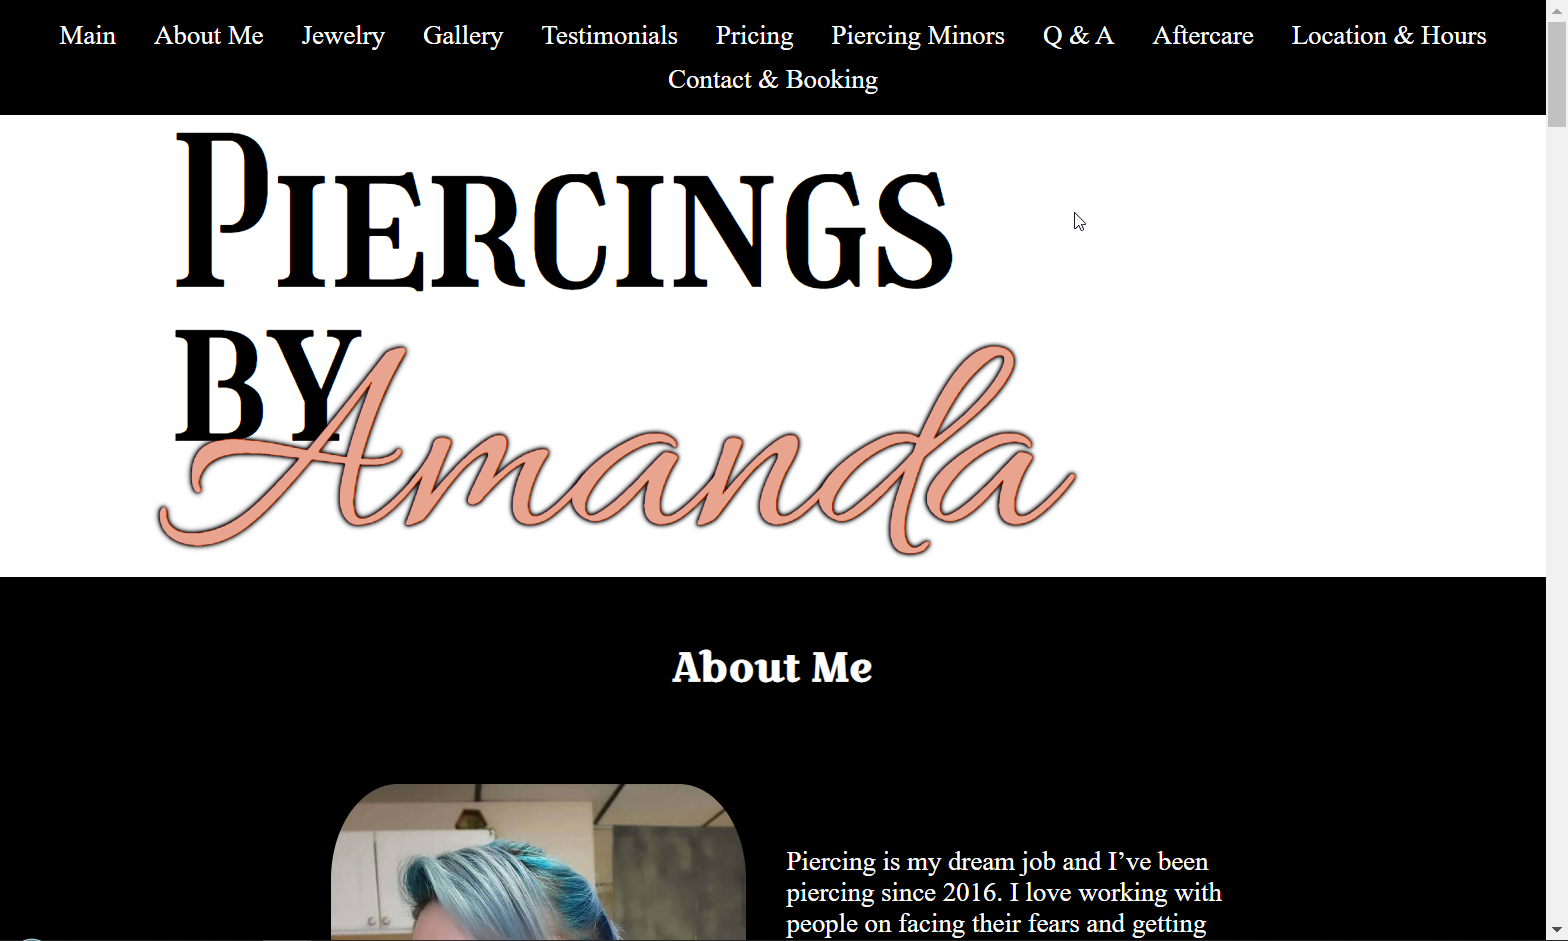 Main About Me Jewelry Gallery Testimonials Pricing Piercing Minors Q & A Aftercare Location & Hours
Contact & Booking
Piercings
by
Amanda
About Me
Piercing is my dream job and I’ve been
piercing since 2016. I love working with
people on facing their fears and getting